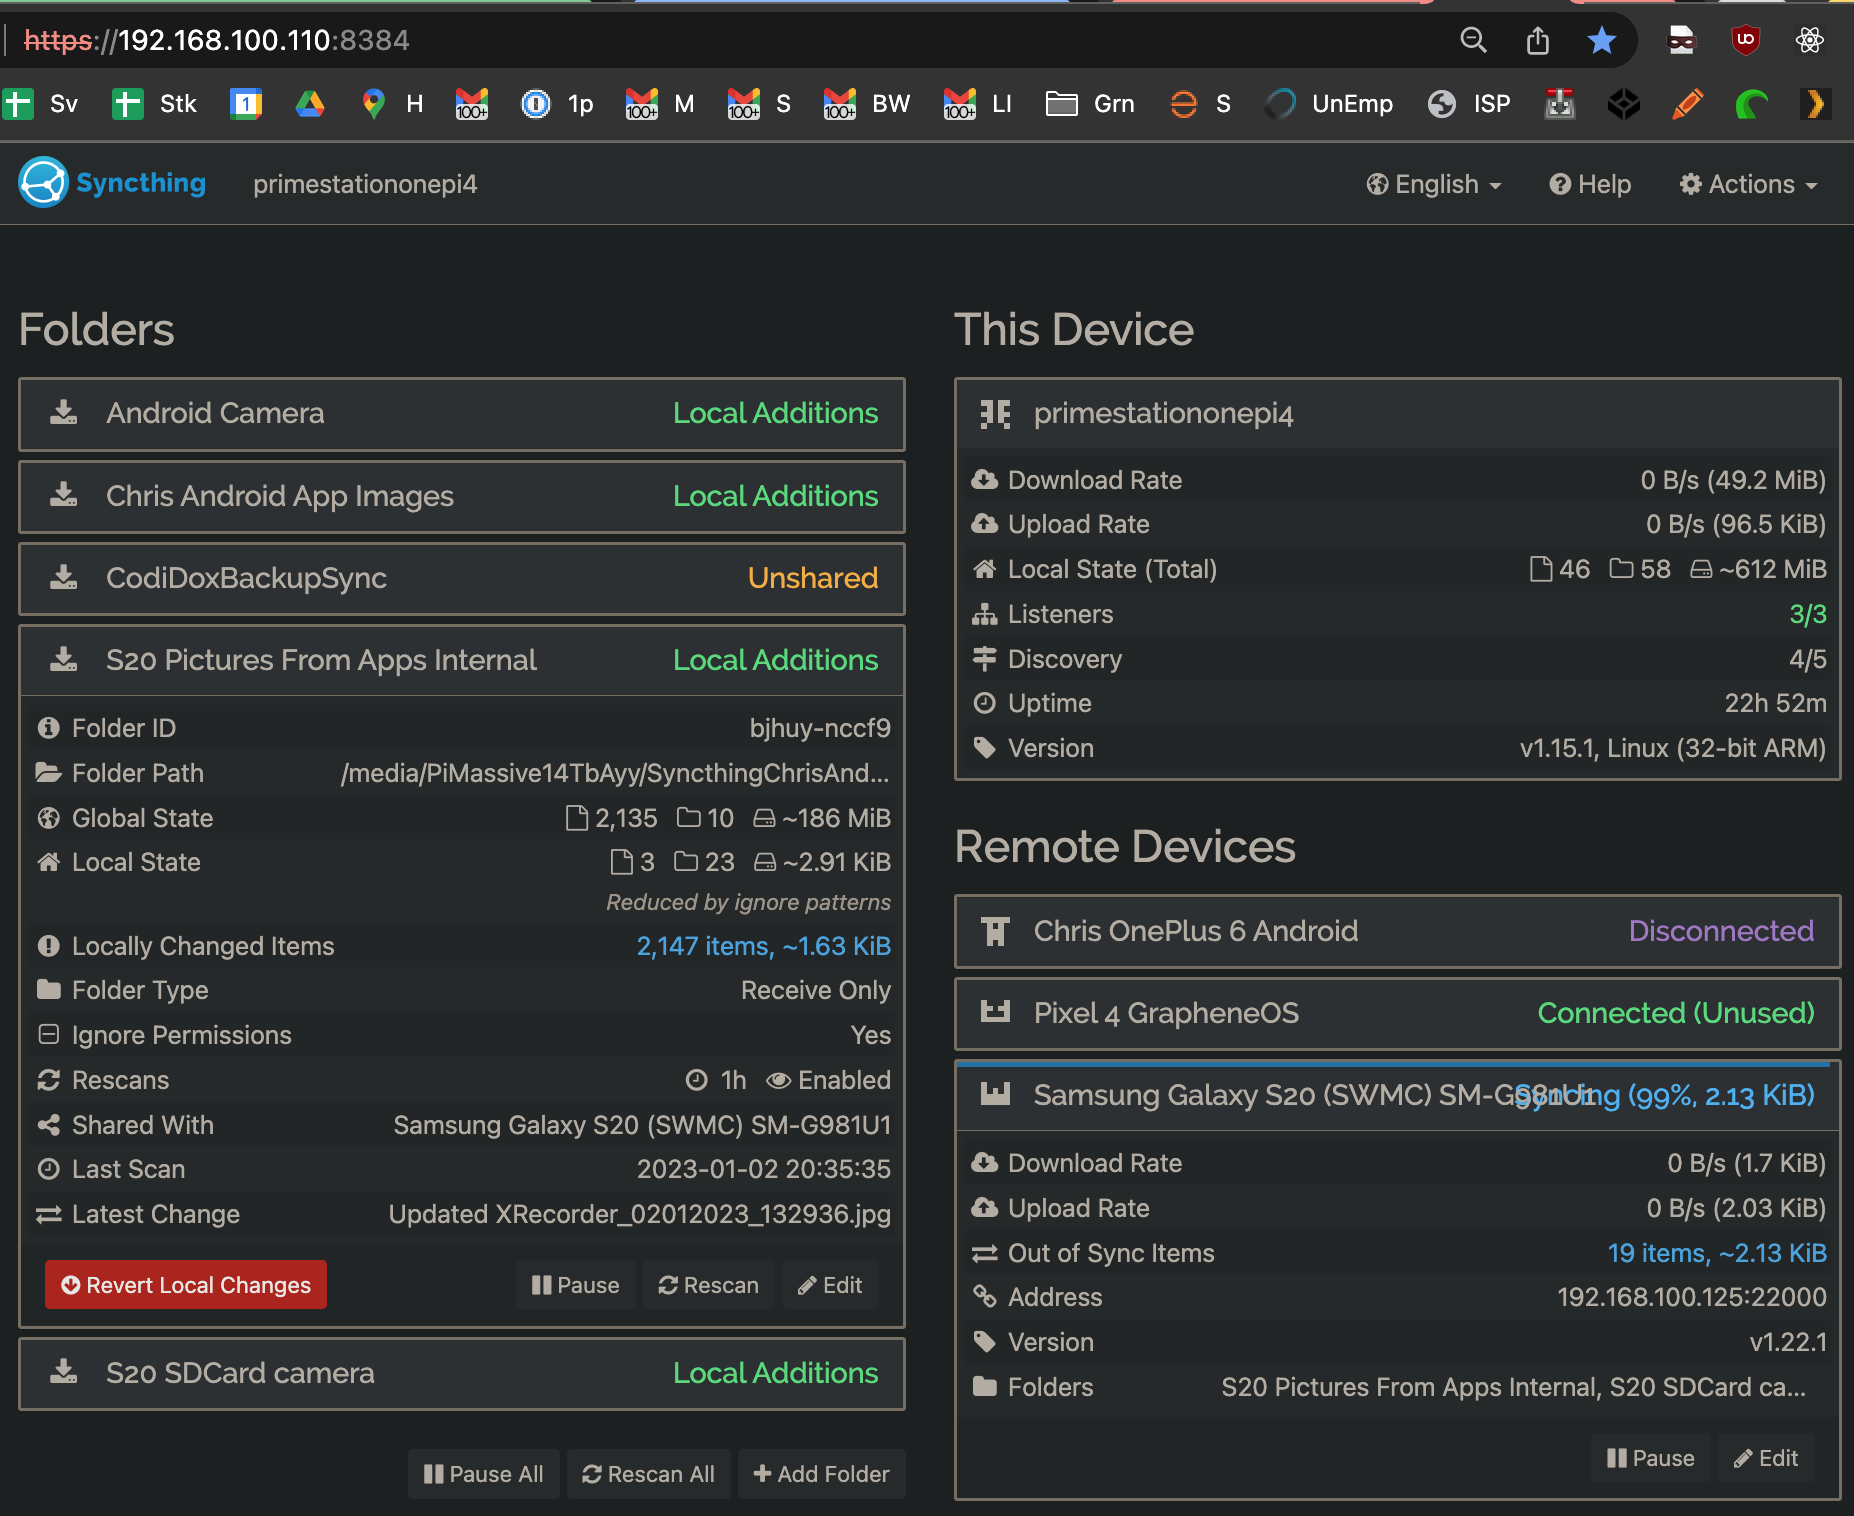 https://192.168.100.110:8384
Sv Stk 1 H 100+ 1p 100+ M 100+ S 100+ BW 100+ LI Grn S UnEmp ISP
Syncthing primestationonepi4 English Help Actions
Folders
Android Camera Local Additions
Chris Android App Images Local Additions
CodiDoxBackupSync Unshared
S20 Pictures From Apps Internal Local Additions
Folder ID bjhuy-nccf9
Folder Path /media/PiMassive14TbAyy/SyncthingChrisAnd...
Global State 2,135 10 ~186 MiB
Local State 3 23 ~2.91 KiB
Reduced by ignore patterns
Locally Changed Items 2,147 items, ~1.63 KiB
Folder Type Receive Only
Ignore Permissions Yes
Rescans 1h Enabled
Shared With Samsung Galaxy S20 (SWMC) SM-G981U1
Last Scan 2023-01-02 20:35:35
Latest Change Updated XRecorder_02012023_132936.jpg
Revert Local Changes Pause Rescan Edit
S20 SDCard camera Local Additions
Pause All Rescan All Add Folder
This Device
primestationonepi4
Download Rate 0 B/s (49.2 MiB)
Upload Rate 0 B/s (96.5 KiB)
Local State (Total) 46 58 ~612 MiB
Listeners 3/3
Discovery 4/5
Uptime 22h 52m
Version v1.15.1, Linux (32-bit ARM)
Remote Devices
Chris OnePlus 6 Android Disconnected
Pixel 4 GrapheneOS Connected (Unused)
Samsung Galaxy S20 (SWMC) SM-G981U1 Syncing (99%, 2.13 KiB)
Download Rate 0 B/s (1.7 KiB)
Upload Rate 0 B/s (2.03 KiB)
Out of Sync Items 19 items, ~2.13 KiB
Address 192.168.100.125:22000
Version v1.22.1
Folders S20 Pictures From Apps Internal, S20 SDCard ca...
Pause Edit